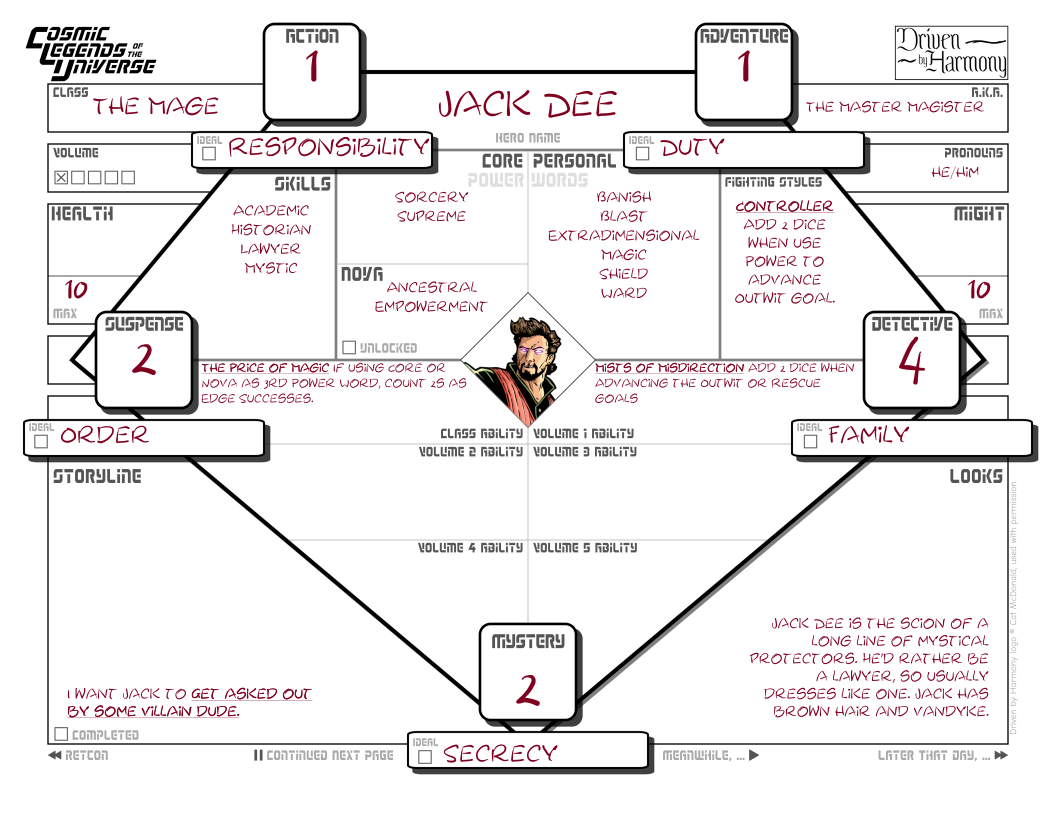 COSMIC LEGENDS OF THE UNIVERSE
ACTION
1
ADVENTURE
1
Driven by Harmony
CLASS
THE MAGE
JACK DEE
HERO NAME
A.K.A.
THE MASTER MAGISTER
IDEAL
RESPONSIBILITY
IDEAL
DUTY
VOLUME
PRONOUNS
HE/HIM
SKILLS
ACADEMIC
HISTORIAN
LAWYER
MYSTIC
CORE
POWER
SORCERY
SUPREME
PERSONAL
WORDS
BANISH
BLAST
EXTRADIMENSIONAL
MAGIC
SHIELD
WARD
FIGHTING STYLES
CONTROLLER
ADD 2 DICE
WHEN USE
POWER TO
ADVANCE
OUTWIT GOAL.
HEALTH
10
MAX
MIGHT
10
MAX
NOVA
ANCESTRAL
EMPOWERMENT
UNLOCKED
SUSPENSE
2
DETECTIVE
4
THE PRICE OF MAGIC IF USING CORE OR
NOVA AS 3RD POWER WORD, COUNT 2S AS
EDGE SUCCESSES.
MISTS OF MISDIRECTION ADD 2 DICE WHEN
ADVANCING THE OUTWIT OR RESCUE
GOALS
IDEAL
ORDER
IDEAL
FAMILY
CLASS ABILITY
VOLUME 1 ABILITY
VOLUME 2 ABILITY
VOLUME 3 ABILITY
STORYLINE
LOOKS
VOLUME 4 ABILITY
VOLUME 5 ABILITY
MYSTERY
2
I WANT JACK TO GET ASKED OUT
BY SOME VILLAIN DUDE.
COMPLETED
JACK DEE IS THE SCION OF A
LONG LINE OF MYSTICAL
PROTECTORS. HE'D RATHER BE
A LAWYER, SO USUALLY
DRESSES LIKE ONE. JACK HAS
BROWN HAIR AND VANDYKE.
Driven by Harmony logo © Cat McDonald, used with permission
IDEAL
SECRECY
RETCON
CONTINUED NEXT PAGE
MEANWHILE, ...
LATER THAT DAY, ...